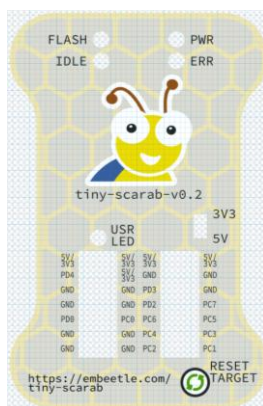 FLASH PWR
IDLE ERR
tiny-scarab-v0.2
3V3
USR
LED
5V
5V/
3V3 5V/
3V3 5V/
3V3 5V/
3V3
PD4 5V/
3V3 GND GND
GND GND PD3 GND
GND GND PD2 PC7
PD0 PC0 PC6 PC5
GND GND PC4 PC3
GND GND PC2 PC1
https://embeetle.com/
tiny-scarab
RESET
TARGET